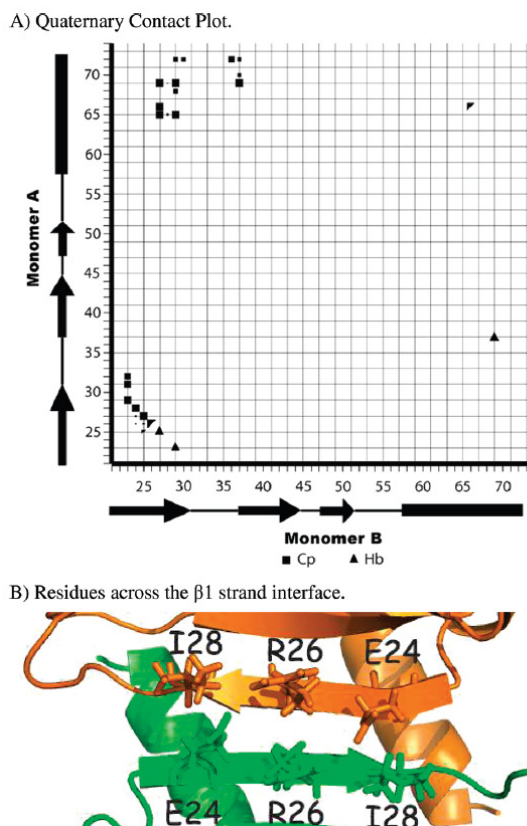 A) Quaternary Contact Plot.
Monomer A
70
65
60
55
50
45
40
35
30
25
25 30 35 40 45 50 55 60 65 70
Monomer B
■ Cp ▲ Hb
B) Residues across the β1 strand interface.
I28 R26 E24
E24 R26 I28